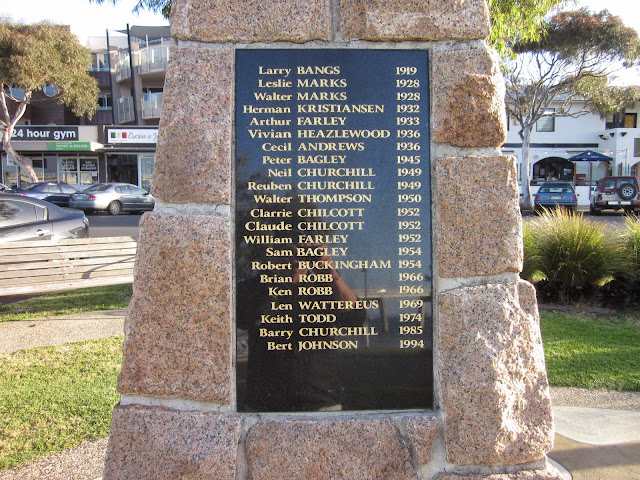 Larry BANGS 1919
Leslie MARKS 1928
Walter MARKS 1928
Herman KRISTIANSEN 1932
Arthur FARLEY 1933
Vivian HEAZLEWOOD 1936
Cecil ANDREWS 1936
Peter BAGLEY 1945
Neil CHURCHILL 1949
Reuben CHURCHILL 1949
Walter THOMPSON 1950
Clarrie CHILCOTT 1952
Claude CHILCOTT 1952
William FARLEY 1952
Sam BAGLEY 1954
Robert BUCKINGHAM 1954
Brian ROBB 1966
Ken ROBB 1966
Len WATTEREUS 1969
Keith TODD 1974
Barry CHURCHILL 1985
Bert JOHNSON 1994
24 hour gym